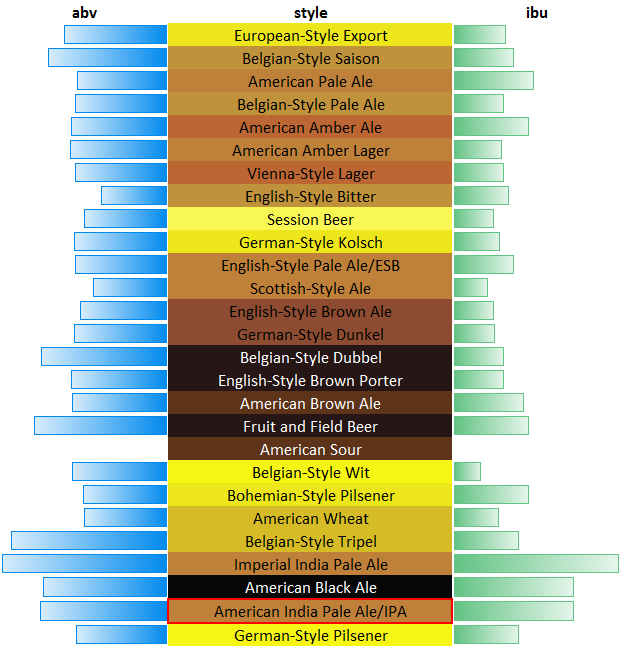 abv style ibu
European-Style Export
Belgian-Style Saison
American Pale Ale
Belgian-Style Pale Ale
American Amber Ale
American Amber Lager
Vienna-Style Lager
English-Style Bitter
Session Beer
German-Style Kolsch
English-Style Pale Ale/ESB
Scottish-Style Ale
English-Style Brown Ale
German-Style Dunkel
Belgian-Style Dubbel
English-Style Brown Porter
American Brown Ale
Fruit and Field Beer
American Sour
Belgian-Style Wit
Bohemian-Style Pilsener
American Wheat
Belgian-Style Tripel
Imperial India Pale Ale
American Black Ale
American India Pale Ale/IPA
German-Style Pilsener